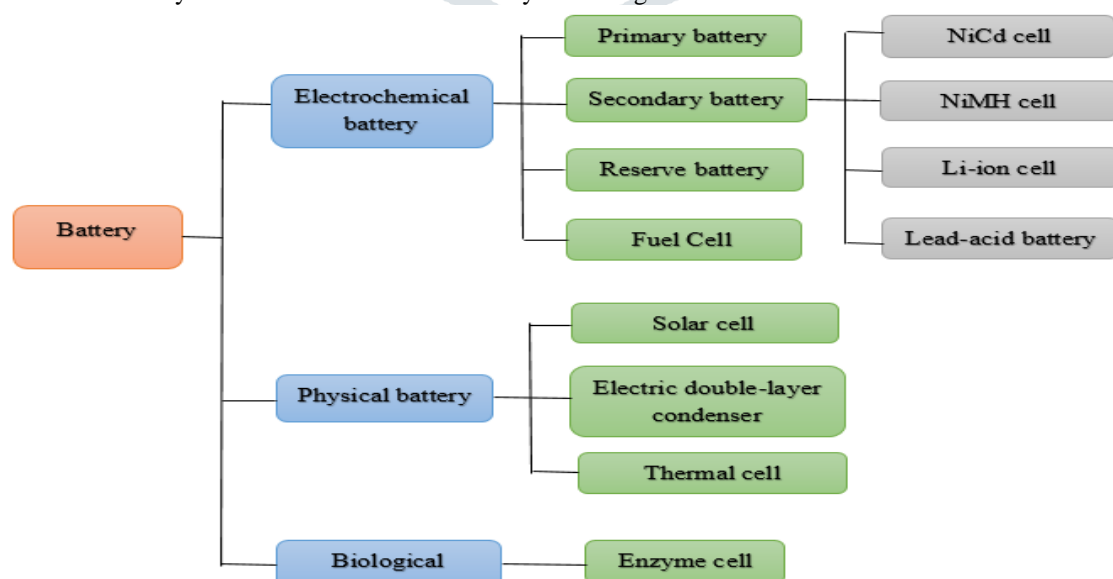 Primary battery
NiCd cell
Electrochemical
battery
Secondary battery
NiMH cell
Reserve battery
Li-ion cell
Battery
Fuel Cell
Lead-acid battery
Solar cell
Physical battery
Electric double-layer
condenser
Thermal cell
Biological
Enzyme cell